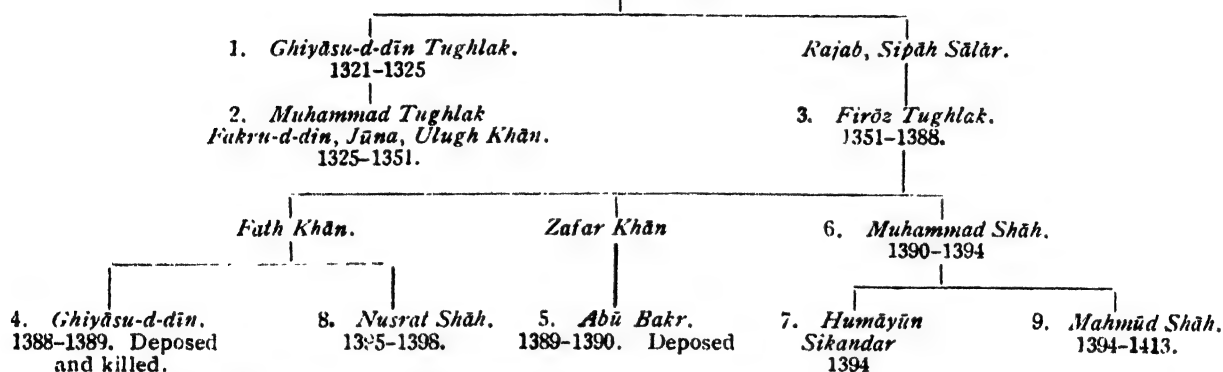 1. Ghiyāsu-d-dīn Tughlak. Rajab, Sipāh Sālār.
1321–1325
2. Muhammad Tughlak 3. Firōz Tughlak.
Fakru-d-dīn, Jūna, Ulugh Khān. 1351–1388.
1325–1351.
Fath Khān. Zafar Khān 6. Muhammad Shāh.
1390–1394
4. Ghiyāsu-d-dīn. 8. Nusrat Shāh. 5. Abū Bakr. 7. Humāyūn 9. Mahmūd Shāh.
1388–1389. Deposed 1395–1398. 1389–1390. Deposed Sikandar 1394–1413.
and killed. 1394